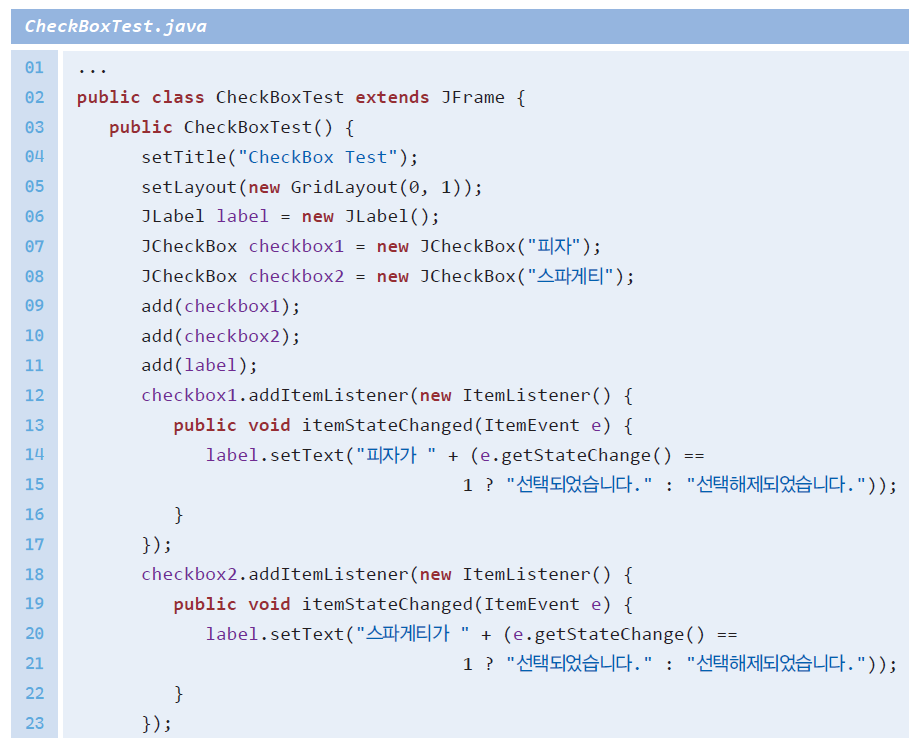 CheckBoxTest.java
01 ...
02 public class CheckBoxTest extends JFrame {
03 public CheckBoxTest() {
04 setTitle("CheckBox Test");
05 setLayout(new GridLayout(0, 1));
06 JLabel label = new JLabel();
07 JCheckBox checkbox1 = new JCheckBox("피자");
08 JCheckBox checkbox2 = new JCheckBox("스파게티");
09 add(checkbox1);
10 add(checkbox2);
11 add(label);
12 checkbox1.addItemListener(new ItemListener() {
13 public void itemStateChanged(ItemEvent e) {
14 label.setText("피자가 " + (e.getStateChange() ==
15 1 ? "선택되었습니다." : "선택해제되었습니다."));
16 }
17 });
18 checkbox2.addItemListener(new ItemListener() {
19 public void itemStateChanged(ItemEvent e) {
20 label.setText("스파게티가 " + (e.getStateChange() ==
21 1 ? "선택되었습니다." : "선택해제되었습니다."));
22 }
23 });